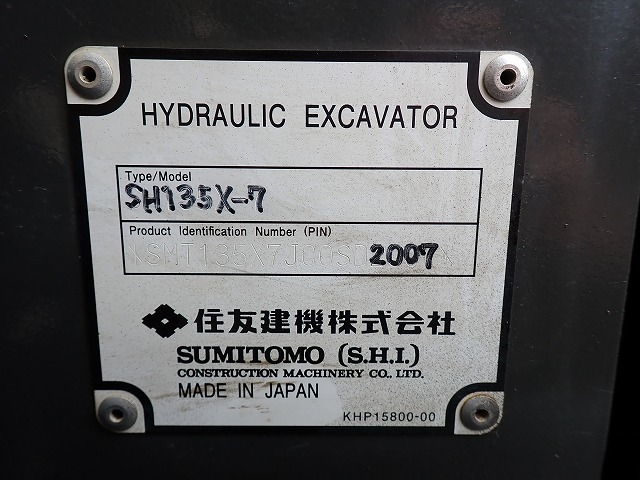 HYDRAULIC EXCAVATOR
Type/Model
SH135X-7
Product Identification Number (PIN)
2007
住友建機株式会社
SUMITOMO (S.H.I.)
CONSTRUCTION MACHINERY CO., LTD.
MADE IN JAPAN
KHP15800-00